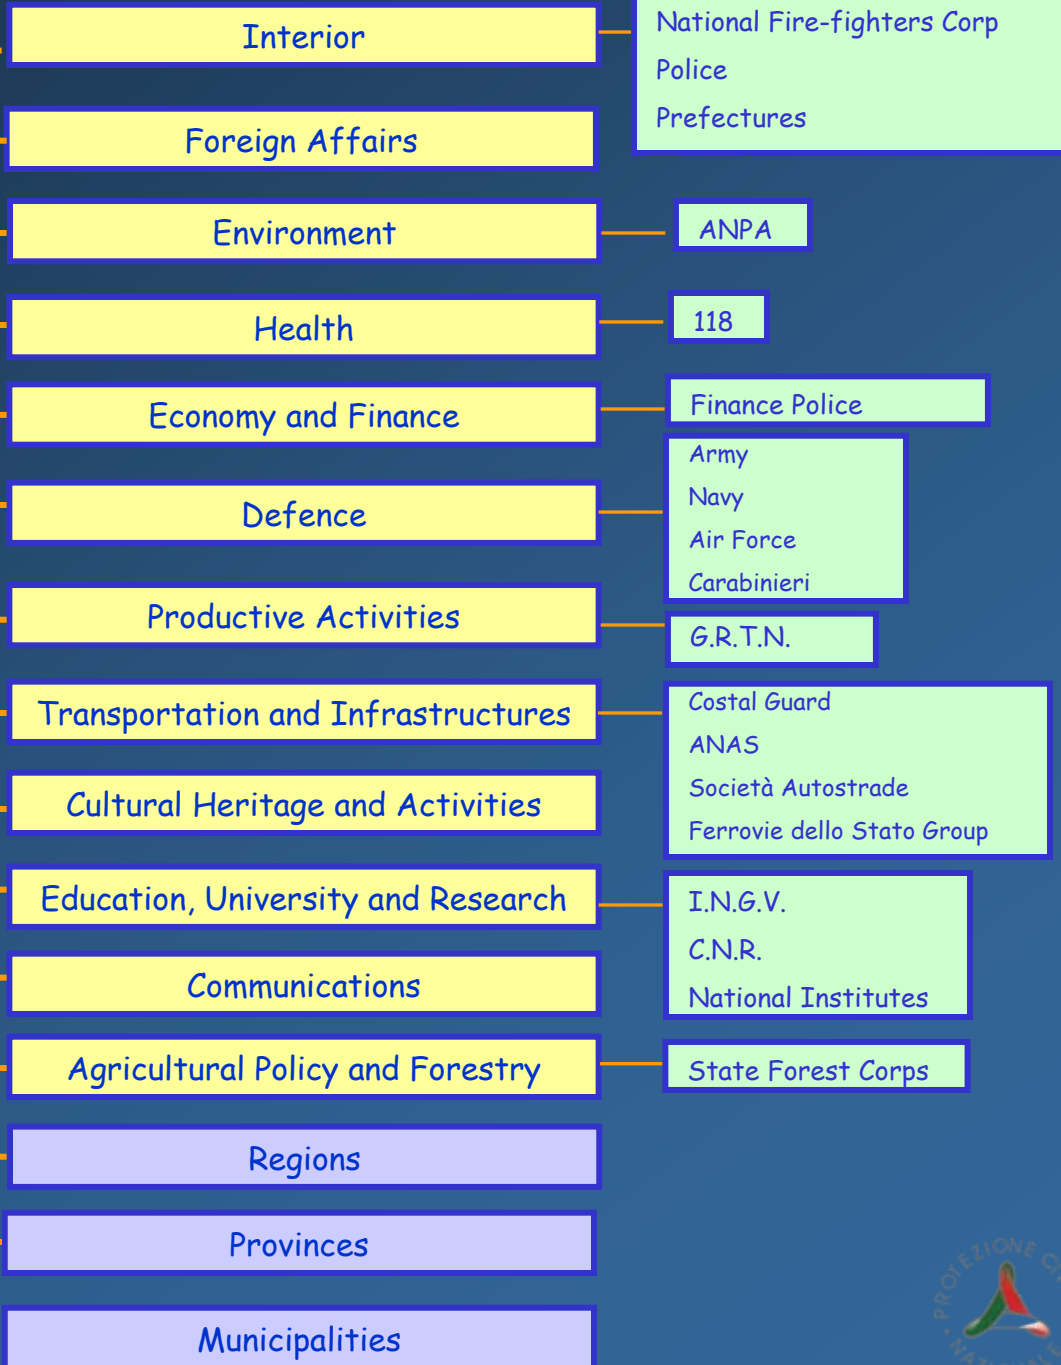 Interior
National Fire-fighters Corp
Police
Prefectures
Foreign Affairs
Environment
ANPA
Health
118
Economy and Finance
Finance Police
Defence
Army
Navy
Air Force
Carabinieri
Productive Activities
G.R.T.N.
Transportation and Infrastructures
Costal Guard
ANAS
Società Autostrade
Ferrovie dello Stato Group
Cultural Heritage and Activities
Education, University and Research
I.N.G.V.
C.N.R.
National Institutes
Communications
Agricultural Policy and Forestry
State Forest Corps
Regions
Provinces
Municipalities
PROTEZIONE